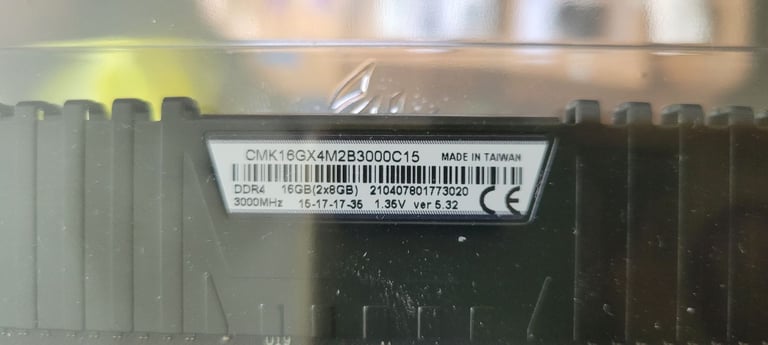 CMK16GX4M2B3000C15 MADE IN TAIWAN
DDR4 16GB(2x8GB) 210407801773020
3000MHz 15-17-17-35 1.35V ver 5.32 CE